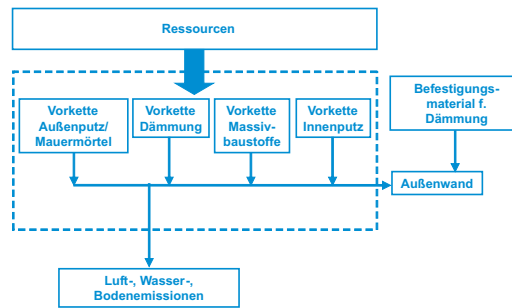 Ressourcen
Vorkette
Außenputz/
Mauermörtel
Vorkette
Dämmung
Vorkette
Massiv-
baustoffe
Vorkette
Innenputz
Befestigungs-
material f.
Dämmung
Außenwand
Luft-, Wasser-,
Bodenemissionen